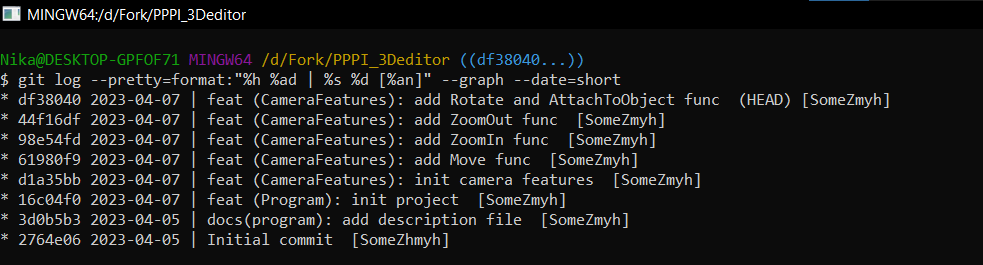 MINGW64:/d/Fork/PPPI_3Deditor
Nika@DESKTOP-GPFOF71 MINGW64 /d/Fork/PPPI_3Deditor ((df38040...))
$ git log --pretty=format:"%h %ad | %s %d [%an]" --graph --date=short
* df38040 2023-04-07 | feat (CameraFeatures): add Rotate and AttachToObject func  (HEAD) [SomeZmyh]
* 44f16df 2023-04-07 | feat (CameraFeatures): add ZoomOut func  [SomeZmyh]
* 98e54fd 2023-04-07 | feat (CameraFeatures): add ZoomIn func  [SomeZmyh]
* 61980f9 2023-04-07 | feat (CameraFeatures): add Move func  [SomeZmyh]
* d1a35bb 2023-04-07 | feat (CameraFeatures): init camera features  [SomeZmyh]
* 16c04f0 2023-04-07 | feat (Program): init project  [SomeZmyh]
* 3d0b5b3 2023-04-05 | docs(program): add description file  [SomeZmyh]
* 2764e06 2023-04-05 | Initial commit  [SomeZhmyh]